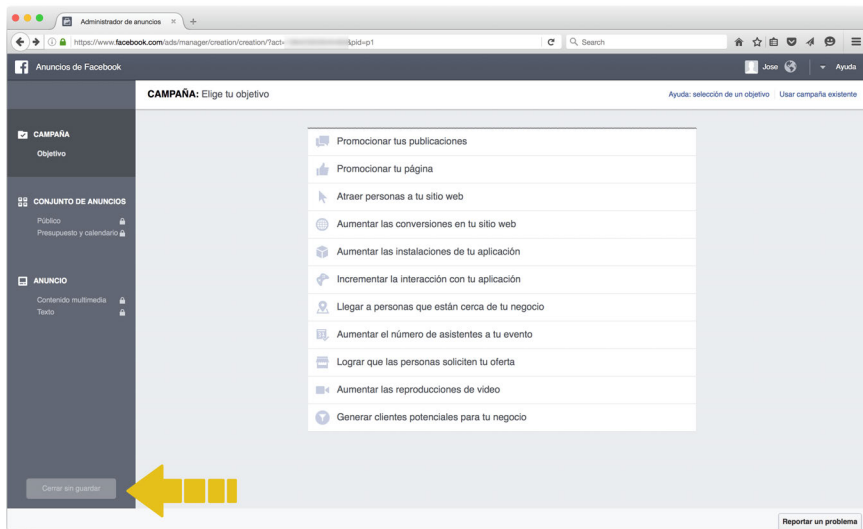 Administrador de anuncios
https://www.facebook.com/ads/manager/creation/creation/?act=
&pid=p1
Search
Anuncios de Facebook
Jose
Ayuda
CAMPAÑA: Elige tu objetivo
Ayuda: selección de un objetivo
Usar campaña existente
CAMPAÑA
Objetivo
CONJUNTO DE ANUNCIOS
Público
Presupuesto y calendario
ANUNCIO
Contenido multimedia
Texto
Promocionar tus publicaciones
Promocionar tu página
Atraer personas a tu sitio web
Aumentar las conversiones en tu sitio web
Aumentar las instalaciones de tu aplicación
Incrementar la interacción con tu aplicación
Llegar a personas que están cerca de tu negocio
Aumentar el número de asistentes a tu evento
Lograr que las personas soliciten tu oferta
Aumentar las reproducciones de video
Generar clientes potenciales para tu negocio
Cerrar sin guardar
Reportar un problema